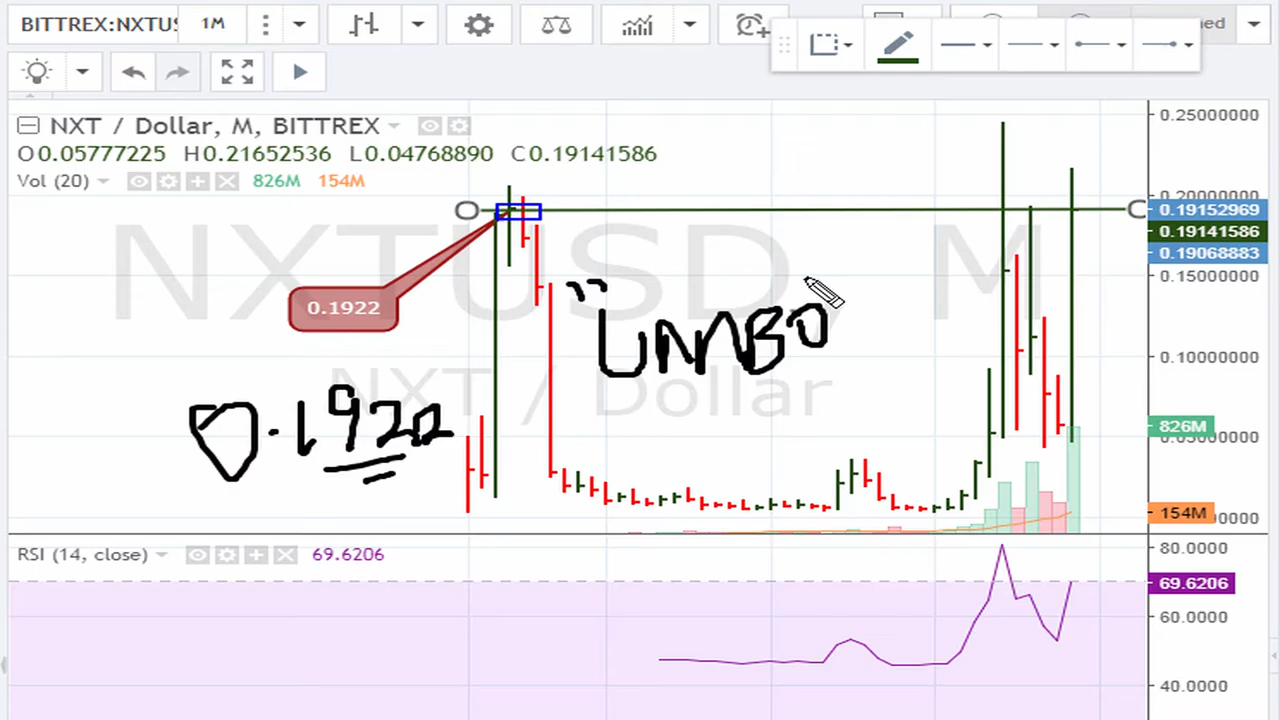 BITTREX:NXTUS 1M
NXT / Dollar, M, BITTREX
O0.05777225 H0.21652536 L0.04768890 C0.19141586
Vol (20) 826M 154M
NXTUSD, M
NXT / Dollar
0.1922
0.1922
0.25000000
0.20000000
0.19152969
0.19141586
0.19068883
0.15000000
0.10000000
826M
154M
RSI (14, close) 69.6206
80.0000
69.6206
60.0000
40.0000